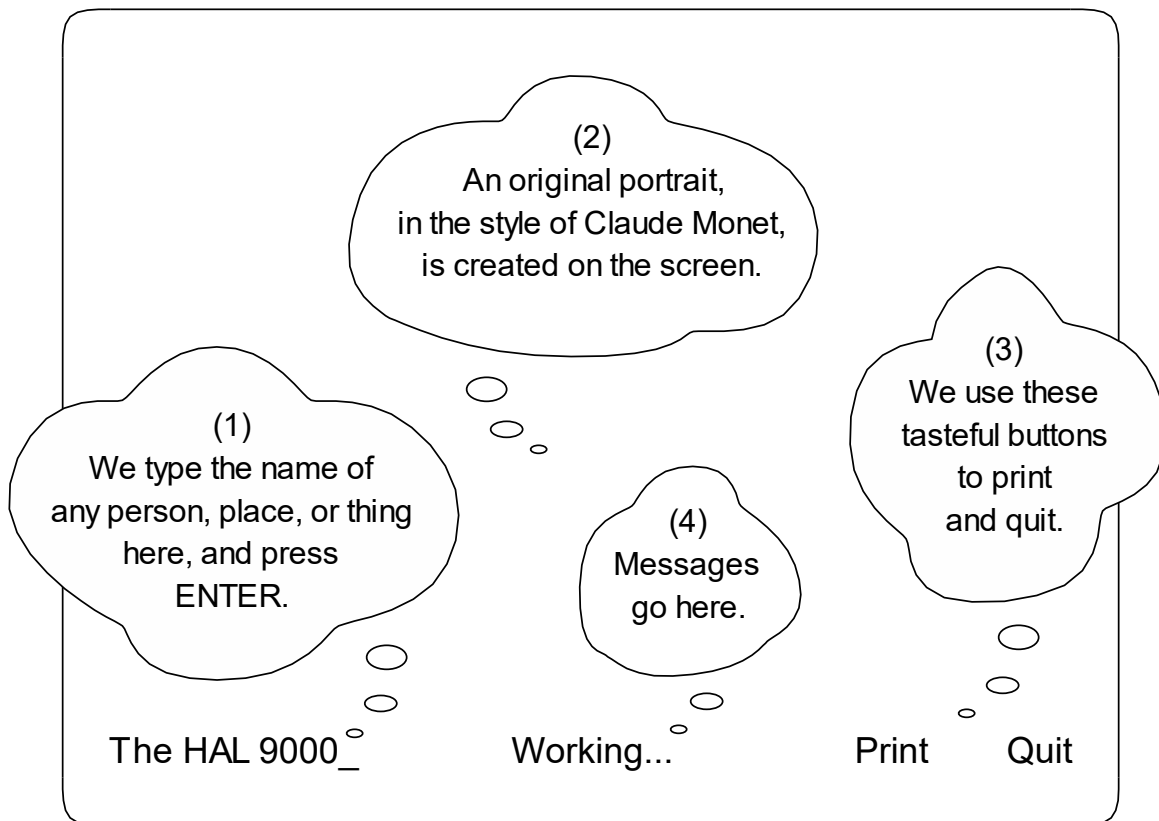 (2)
An original portrait,
in the style of Claude Monet,
is created on the screen.
(3)
We use these
tasteful buttons
to print
and quit.
(1)
We type the name of
any person, place, or thing
here, and press
ENTER.
(4)
Messages
go here.
The HAL 9000_
Working...
Print
Quit